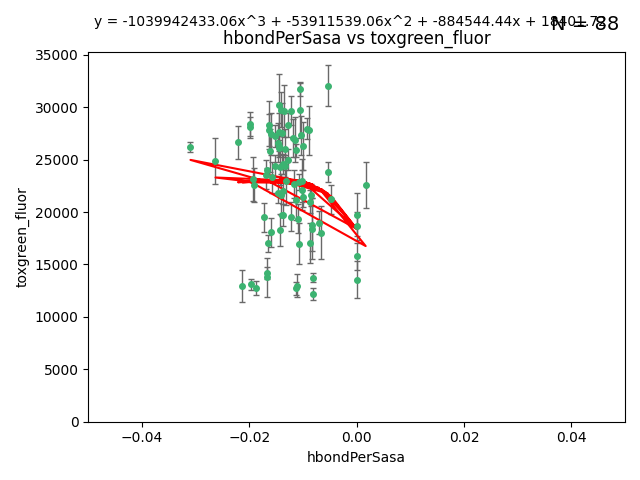 y = -1039942433.06x^3 + -53911539.06x^2 + -884544.44x + 18401.72
N = 88
hbondPerSasa vs toxgreen_fluor
toxgreen_fluor
35000
30000
25000
20000
15000
10000
5000
0
−0.04
−0.02
0.00
0.02
0.04
hbondPerSasa